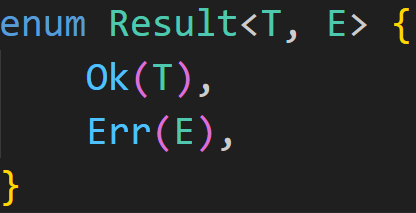 enum Result<T, E> {
    Ok(T),
    Err(E),
}